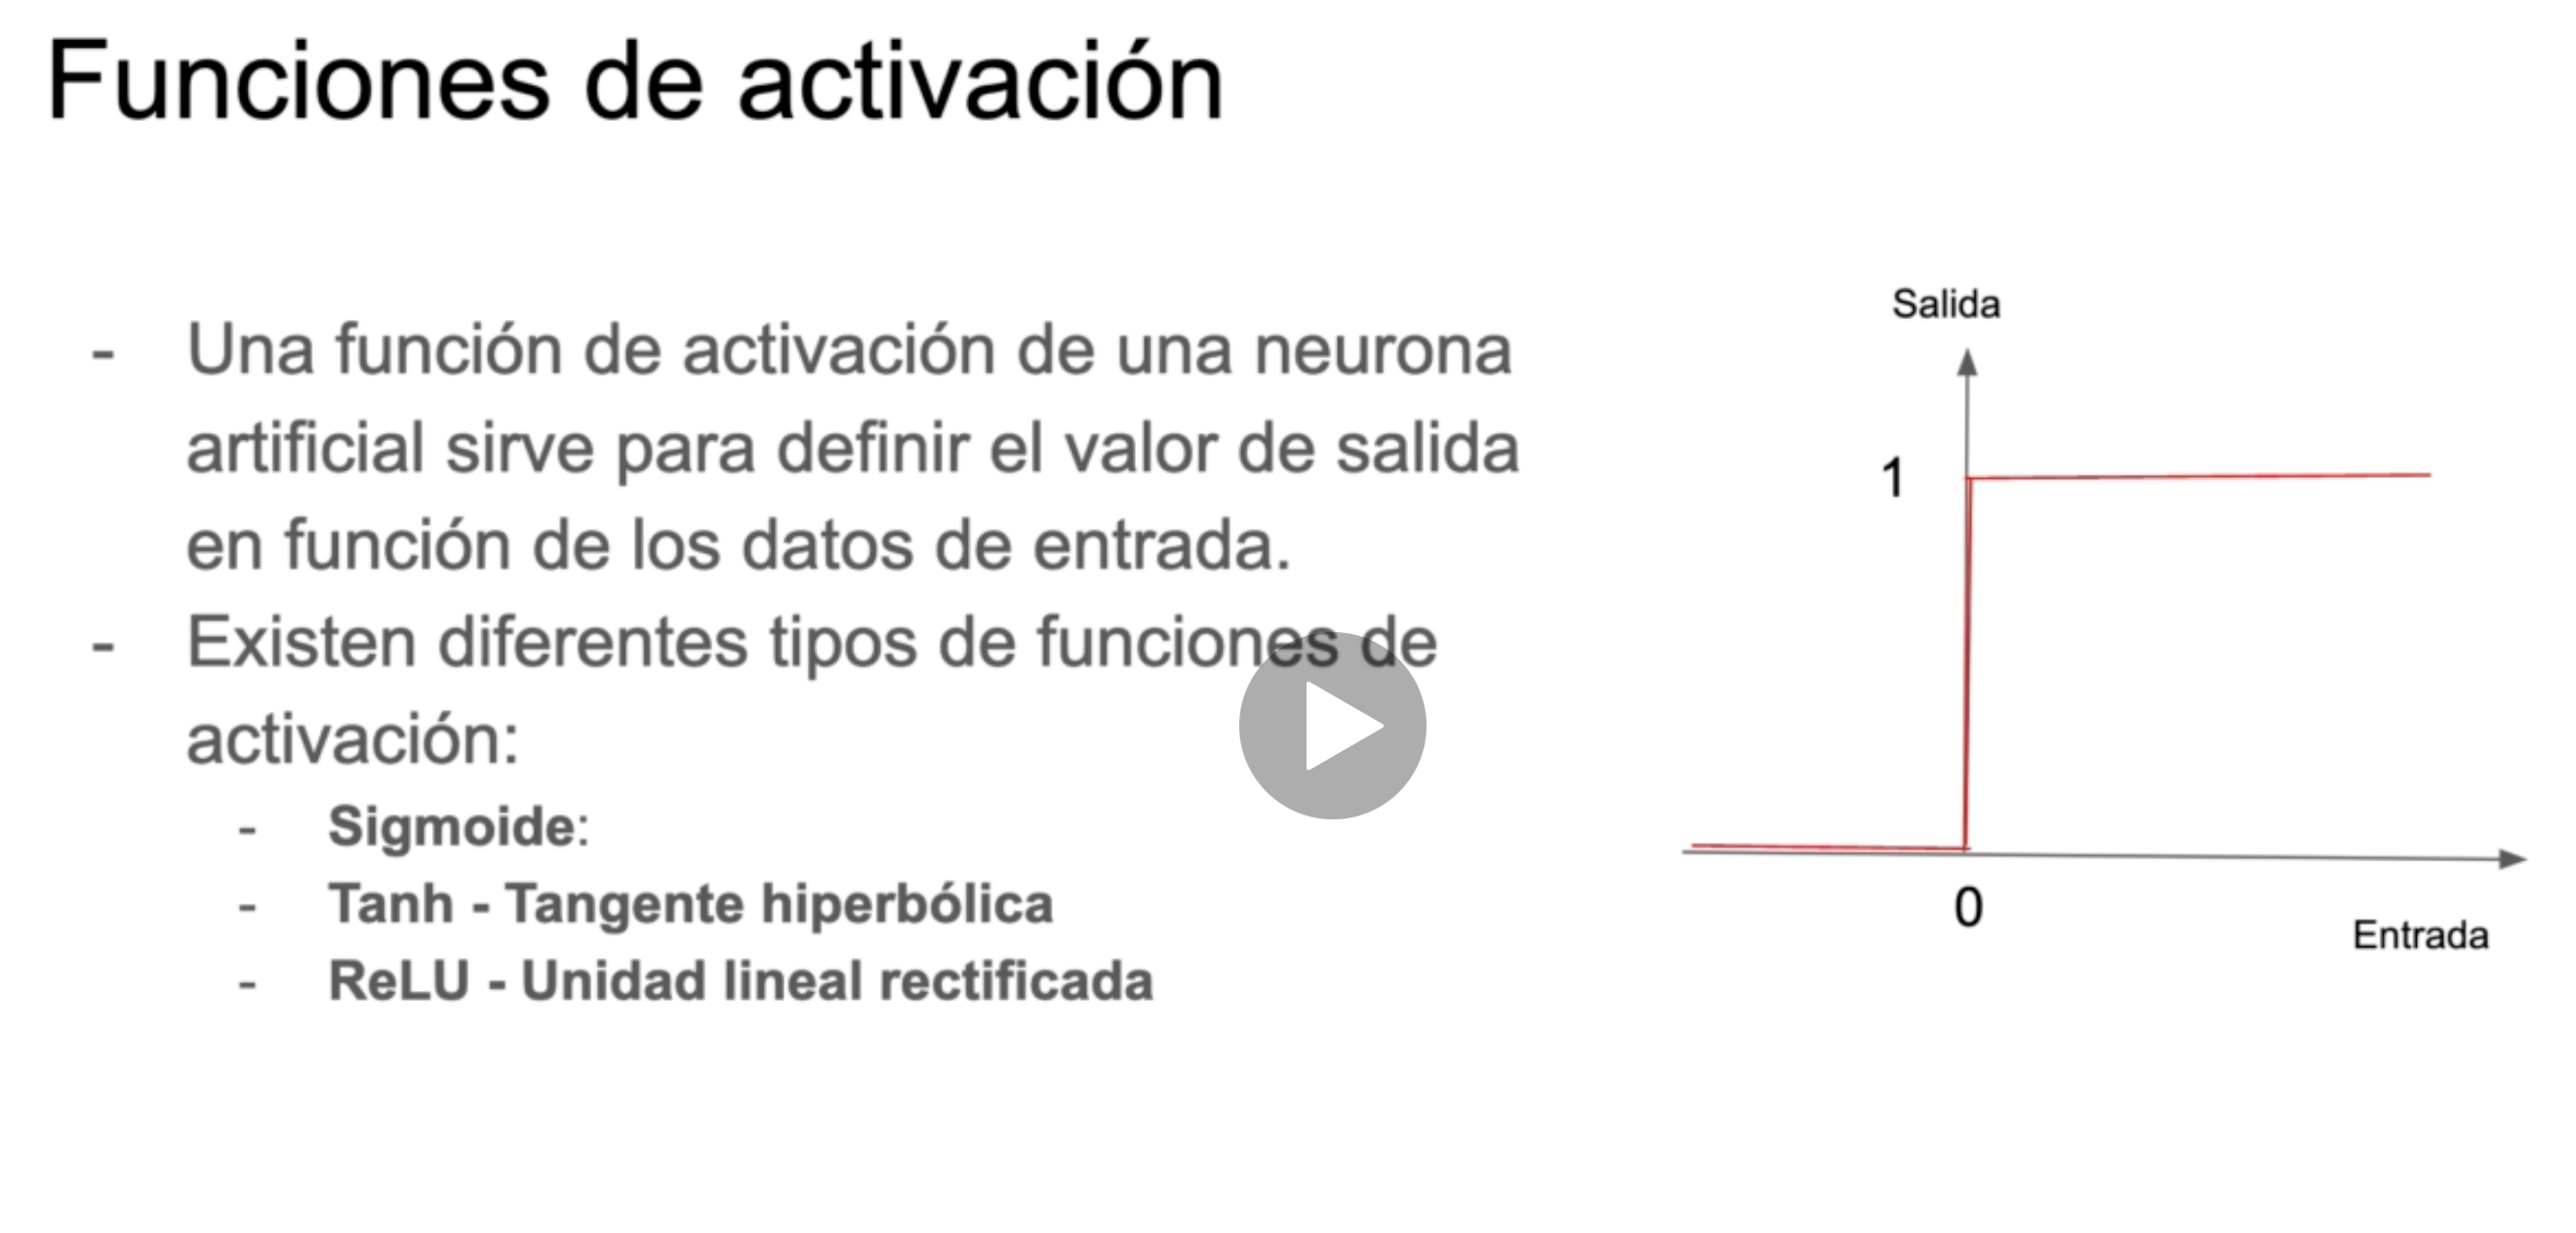 Funciones de activación
- Una función de activación de una neurona
artificial sirve para definir el valor de salida
en función de los datos de entrada.
- Existen diferentes tipos de funciones de
activación:
- Sigmoide:
- Tanh - Tangente hiperbólica
- ReLU - Unidad lineal rectificada
Salida
1
0
Entrada